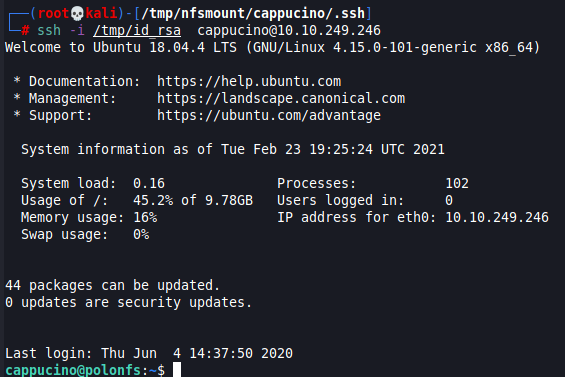 ┌──(root💀kali)-[/tmp/nfsmount/cappucino/.ssh]
└─# ssh -i /tmp/id_rsa  cappucino@10.10.249.246
Welcome to Ubuntu 18.04.4 LTS (GNU/Linux 4.15.0-101-generic x86_64)

 * Documentation:  https://help.ubuntu.com
 * Management:     https://landscape.canonical.com
 * Support:        https://ubuntu.com/advantage

  System information as of Tue Feb 23 19:25:24 UTC 2021

  System load:  0.16              Processes:           102
  Usage of /:   45.2% of 9.78GB   Users logged in:     0
  Memory usage: 16%               IP address for eth0: 10.10.249.246
  Swap usage:   0%


44 packages can be updated.
0 updates are security updates.


Last login: Thu Jun  4 14:37:50 2020
cappucino@polonfs:~$